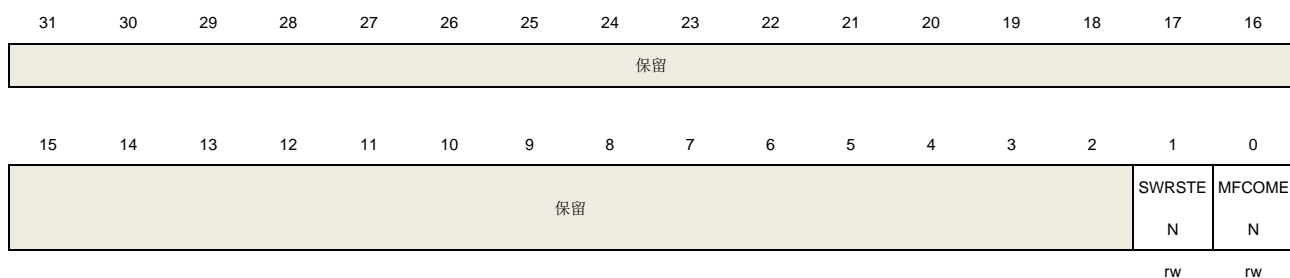 31 30 29 28 27 26 25 24 23 22 21 20 19 18 17 16
保留
15 14 13 12 11 10 9 8 7 6 5 4 3 2 1 0
保留
SWRSTE MFCOME
N N
rw rw